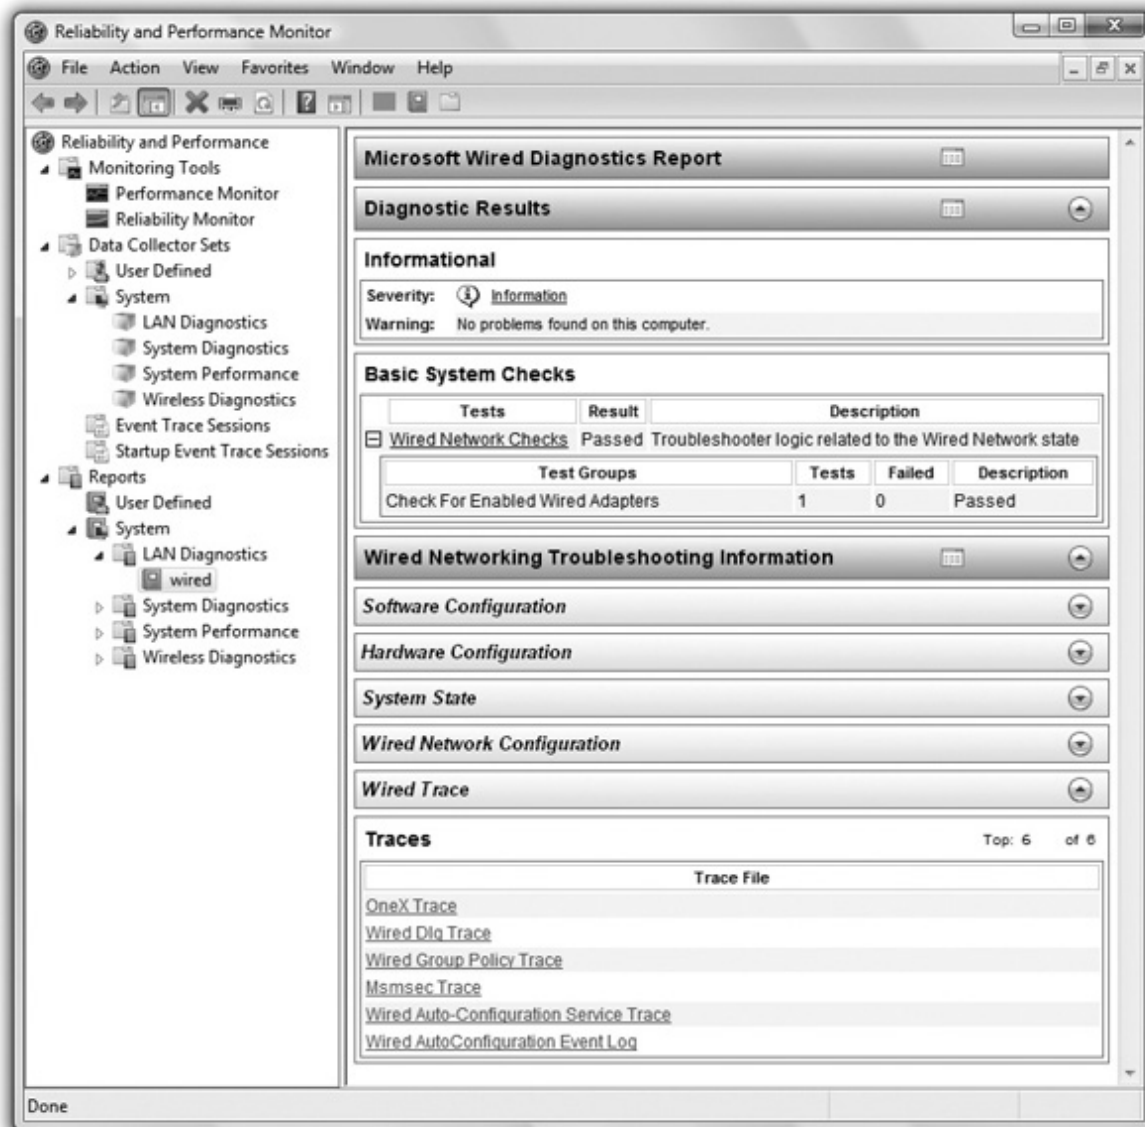 Reliability and Performance Monitor
File Action View Favorites Window Help
Reliability and Performance
Monitoring Tools
Performance Monitor
Reliability Monitor
Data Collector Sets
User Defined
System
LAN Diagnostics
System Diagnostics
System Performance
Wireless Diagnostics
Event Trace Sessions
Startup Event Trace Sessions
Reports
User Defined
System
LAN Diagnostics
wired
System Diagnostics
System Performance
Wireless Diagnostics
Microsoft Wired Diagnostics Report
Diagnostic Results
Informational
Severity: Information
Warning: No problems found on this computer.
Basic System Checks
Tests Result Description
Wired Network Checks Passed Troubleshooter logic related to the Wired Network state
Test Groups Tests Failed Description
Check For Enabled Wired Adapters 1 0 Passed
Wired Networking Troubleshooting Information
Software Configuration
Hardware Configuration
System State
Wired Network Configuration
Wired Trace
Traces Top: 6 of 6
Trace File
OneX Trace
Wired Dlg Trace
Wired Group Policy Trace
Msmsec Trace
Wired Auto-Configuration Service Trace
Wired AutoConfiguration Event Log
Done